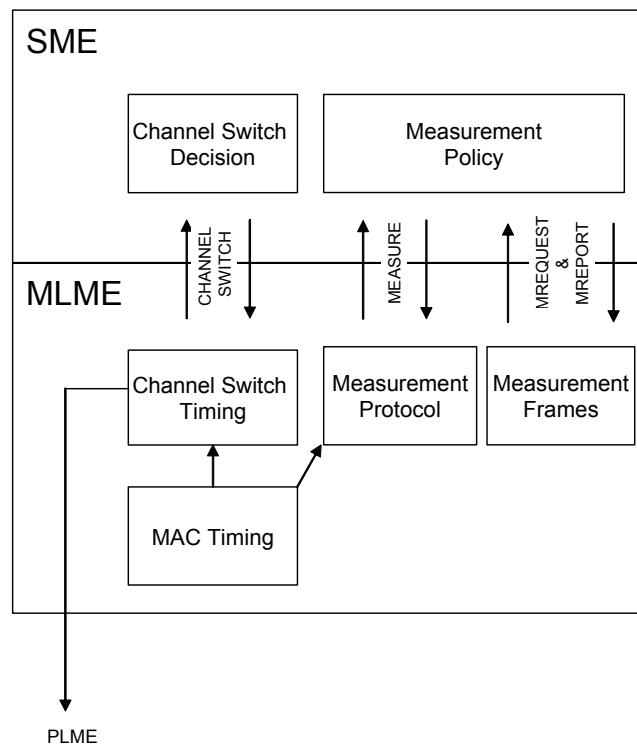 SME
Channel Switch
Decision
Measurement
Policy
CHANNEL
SWITCH
MEASURE
MREQUEST
&
MREPORT
MLME
Channel Switch
Timing
Measurement
Protocol
Measurement
Frames
MAC Timing
PLME